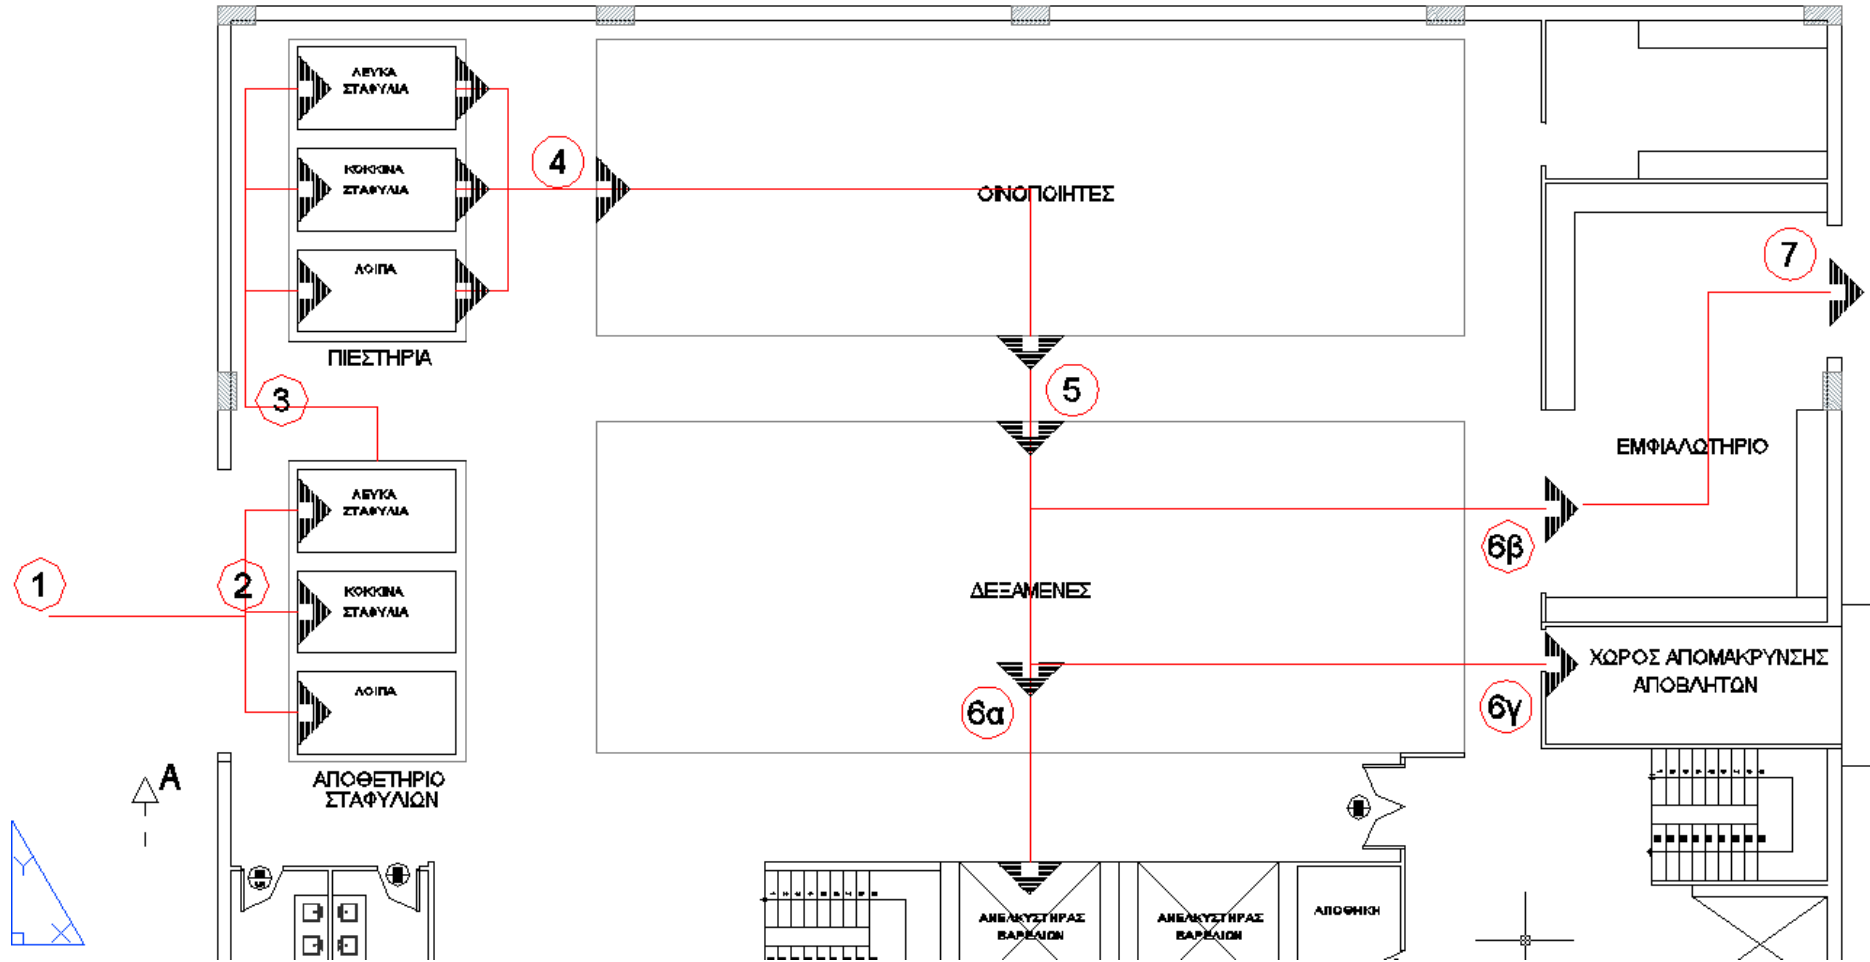 ΛΕΥΚΑ
ΣΤΑΦΥΛΙΑ
ΚΟΚΚΙΝΑ
ΣΤΑΦΥΛΙΑ
ΛΟΙΠΑ
ΠΙΕΣΤΗΡΙΑ
4
ΟΙΝΟΠΟΙΗΤΕΣ
7
3
5
ΛΕΥΚΑ
ΣΤΑΦΥΛΙΑ
ΕΜΦΙΑΛΩΤΗΡΙΟ
1
2
ΚΟΚΚΙΝΑ
ΣΤΑΦΥΛΙΑ
6β
ΔΕΞΑΜΕΝΕΣ
ΛΟΙΠΑ
6α
6γ
ΧΩΡΟΣ ΑΠΟΜΑΚΡΥΝΣΗΣ
ΑΠΟΒΛΗΤΩΝ
ΑΠΟΘΕΤΗΡΙΟ
ΣΤΑΦΥΛΙΩΝ
Α
ΑΝΕΛΚΥΣΤΗΡΑΣ
ΒΑΡΕΛΙΩΝ
ΑΝΕΛΚΥΣΤΗΡΑΣ
ΒΑΡΕΛΙΩΝ
ΑΠΟΘΗΚΗ
Y
X